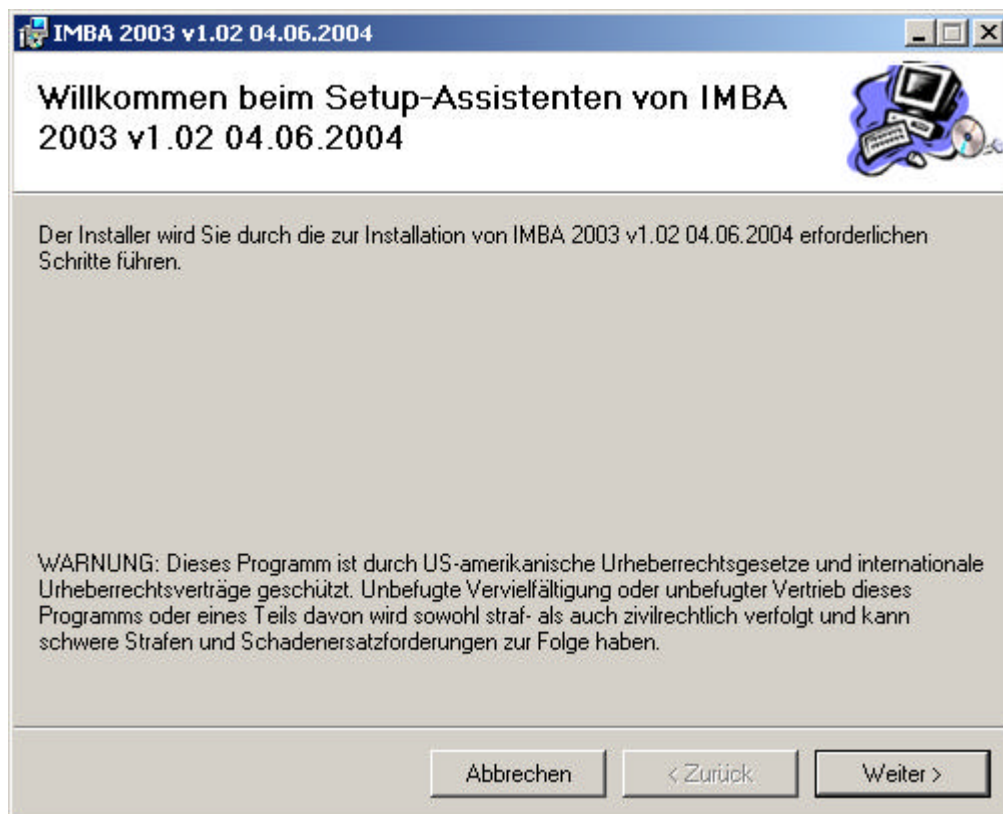 IMBA 2003 v1.02 04.06.2004
Willkommen beim Setup-Assistenten von IMBA
2003 v1.02 04.06.2004
Der Installer wird Sie durch die zur Installation von IMBA 2003 v1.02 04.06.2004 erforderlichen
Schritte führen.
WARNUNG: Dieses Programm ist durch US-amerikanische Urheberrechtsgesetze und internationale
Urheberrechtsverträge geschützt. Unbefugte Vervielfältigung oder unbefugter Vertrieb dieses
Programms oder eines Teils davon wird sowohl straf- als auch zivilrechtlich verfolgt und kann
schwere Strafen und Schadenersatzforderungen zur Folge haben.
Abbrechen
< Zurück
Weiter >